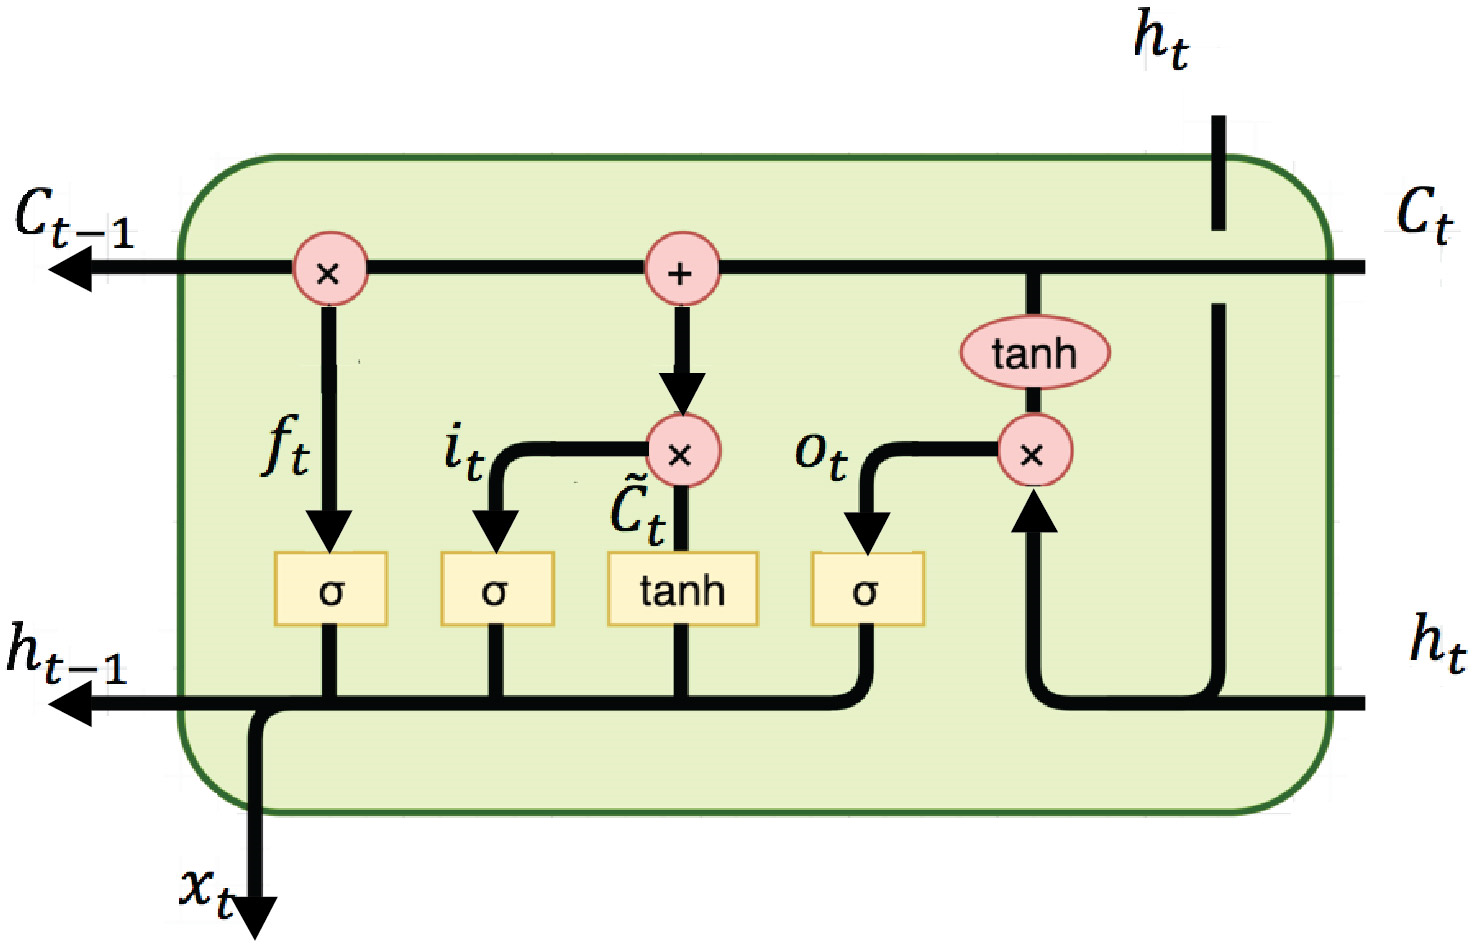 h_t
C_{t-1}
C_t
× +
tanh
f_t i_t × o_t ×
C̃_t
σ σ tanh σ
h_{t-1}
h_t
x_t